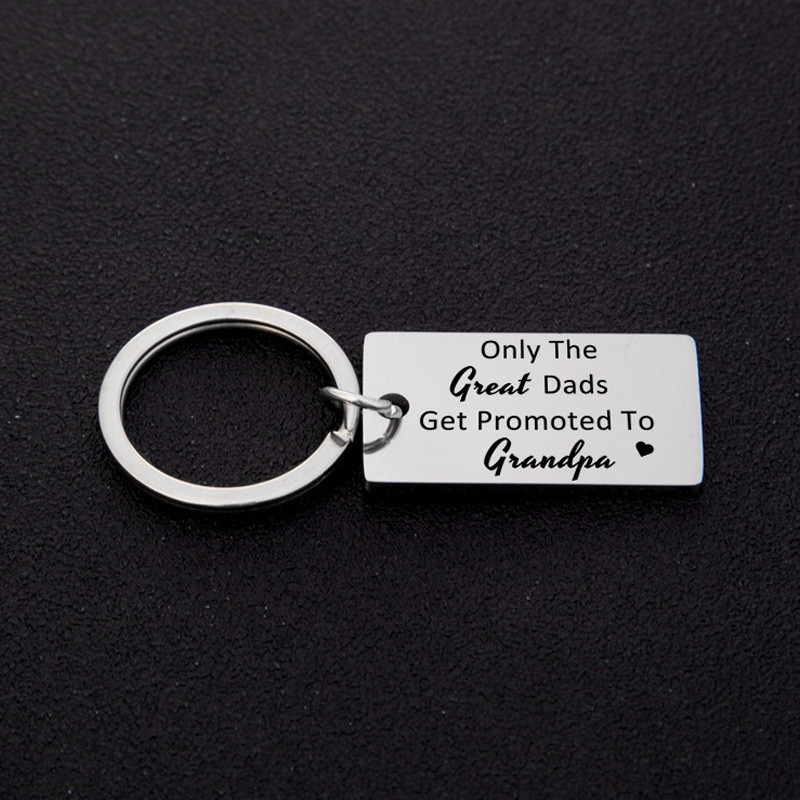 Only The
Great Dads
Get Promoted To
Grandpa